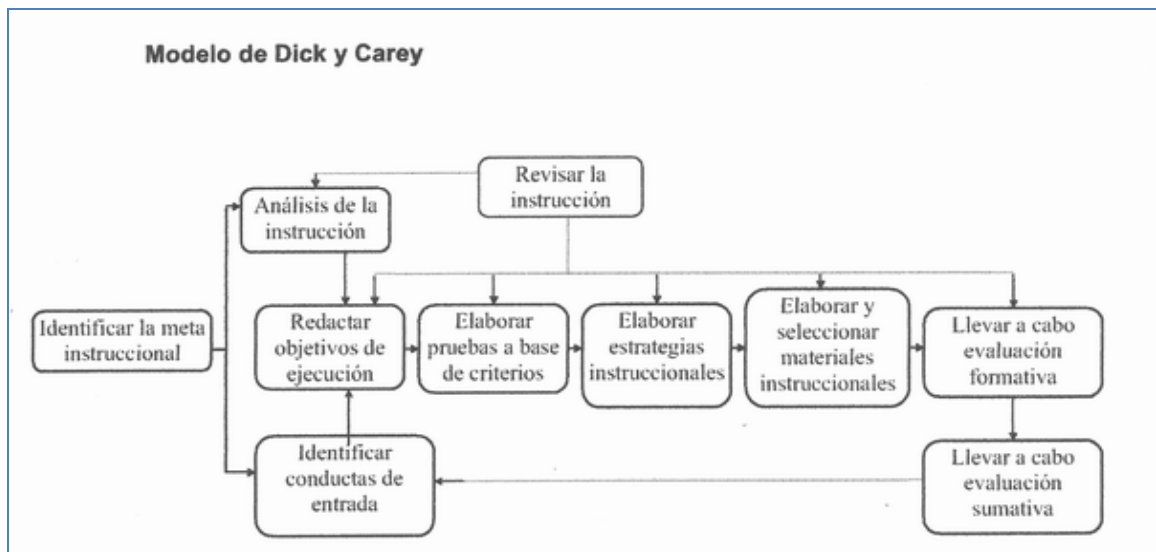 Modelo de Dick y Carey
Revisar la
instrucción
Análisis de la
instrucción
Identificar la meta
instruccional
Redactar
objetivos de
ejecución
Elaborar
pruebas a base
de criterios
Elaborar
estrategias
instruccionales
Elaborar y
seleccionar
materiales
instruccionales
Llevar a cabo
evaluación
formativa
Identificar
conductas de
entrada
Llevar a cabo
evaluación
sumativa